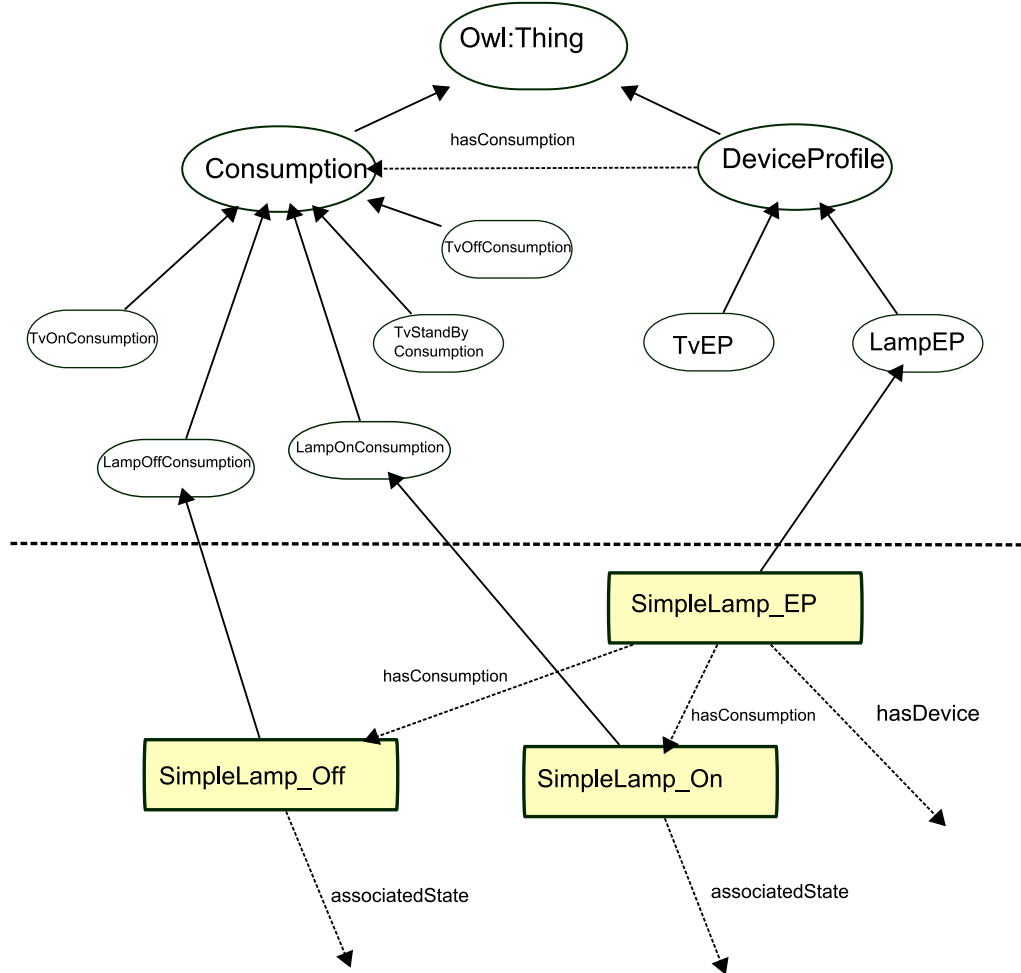 Owl:Thing
hasConsumption
Consumption
DeviceProfile
TvOffConsumption
TvOnConsumption
TvStandBy
Consumption
TvEP
LampEP
LampOffConsumption
LampOnConsumption
SimpleLamp_EP
hasConsumption
hasConsumption
hasDevice
SimpleLamp_Off
SimpleLamp_On
associatedState
associatedState